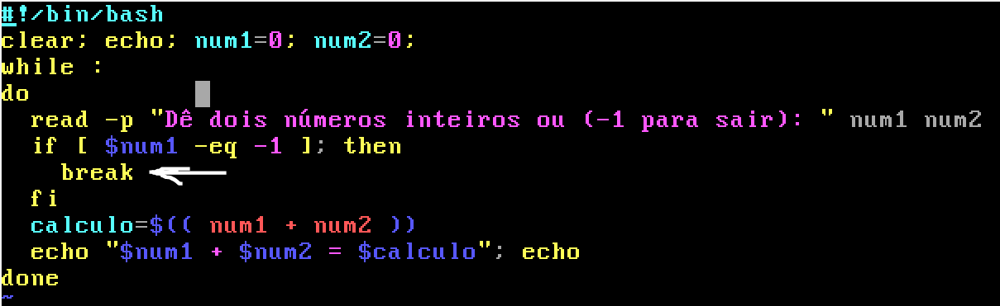 #!/bin/bash
clear; echo; num1=0; num2=0;
while :
do
  read -p "Dê dois números inteiros ou (-1 para sair): " num1 num2
  if [ $num1 -eq -1 ]; then
    break
  fi
  calculo=$(( num1 + num2 ))
  echo "$num1 + $num2 = $calculo"; echo
done
~